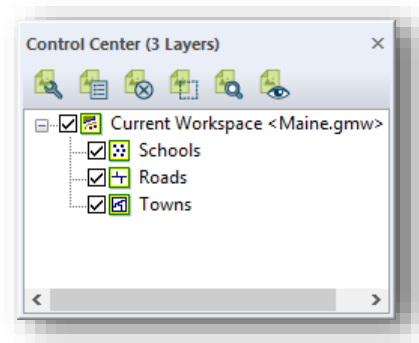 Control Center (3 Layers)
Current Workspace <Maine.gmw>
Schools
Roads
Towns